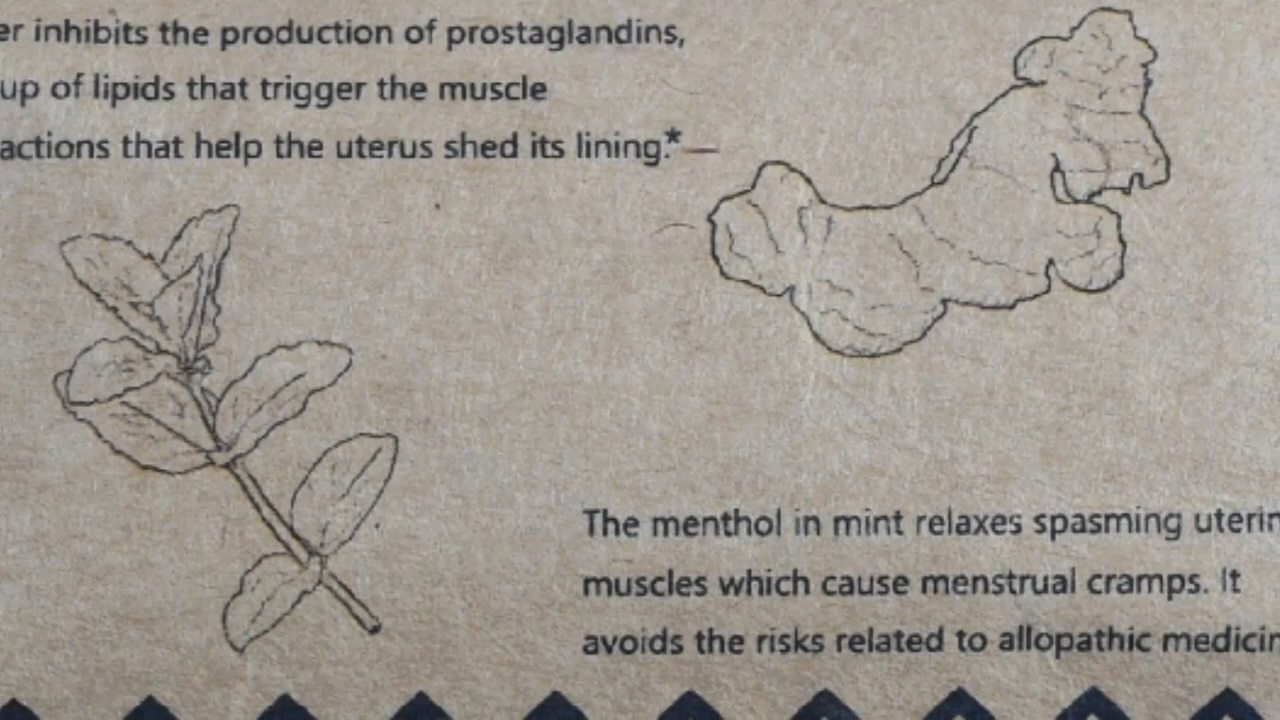 er inhibits the production of prostaglandins,
up of lipids that trigger the muscle
actions that help the uterus shed its lining.*
The menthol in mint relaxes spasming uterin
muscles which cause menstrual cramps. It
avoids the risks related to allopathic medicin